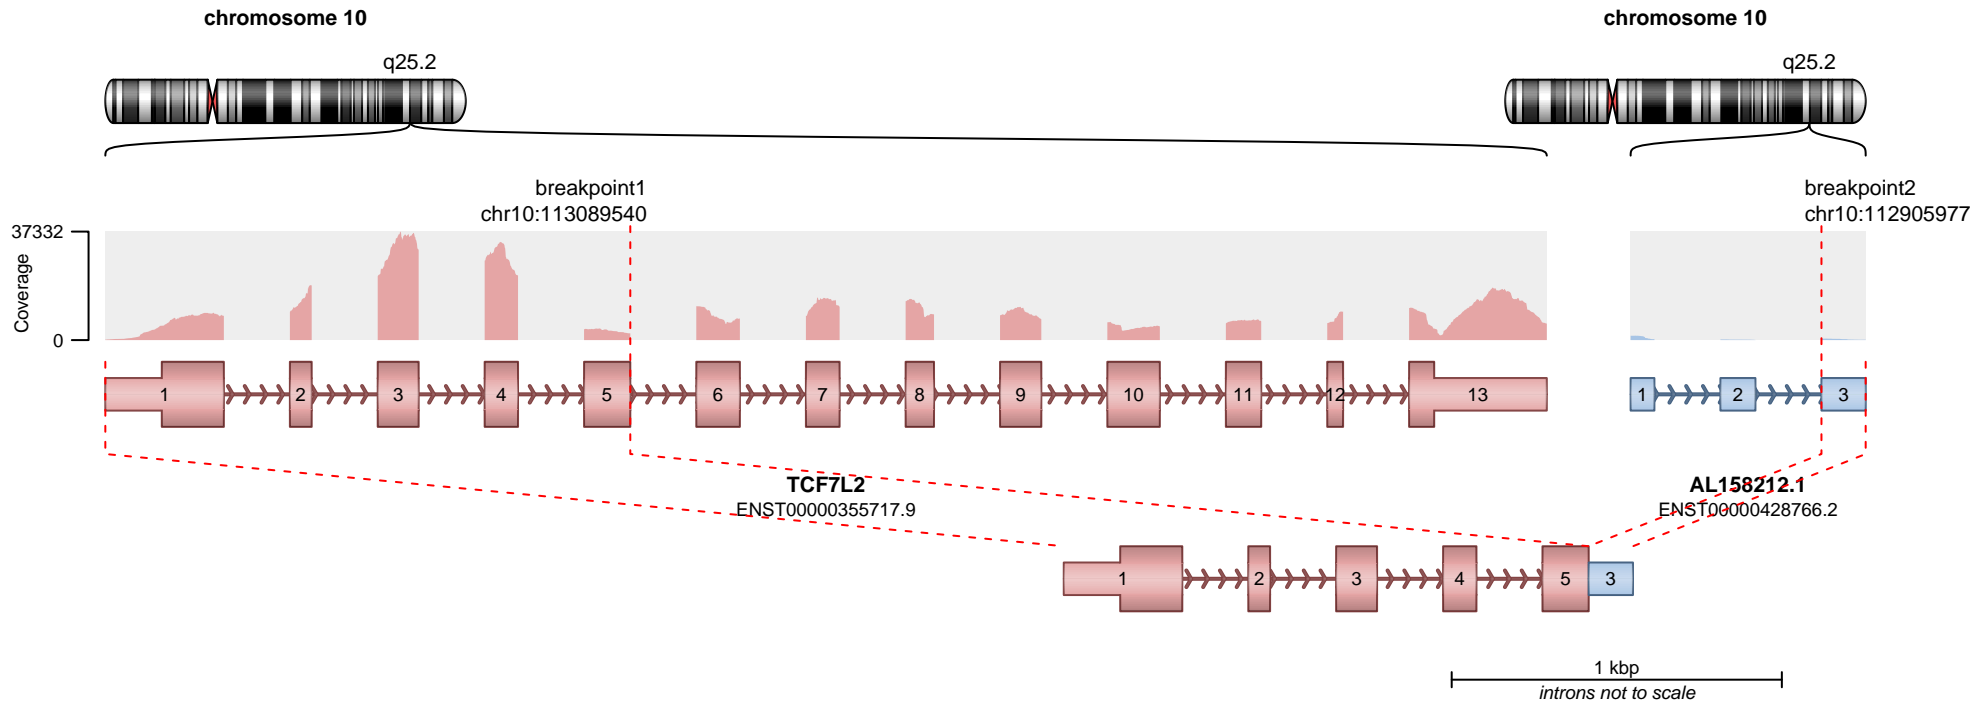 chromosome 10
chromosome 10
q25.2
q25.2
breakpoint1
chr10:113089540
breakpoint2
chr10:112905977
37332
Coverage
0
1 2 3 4 5 6 7 8 9 10 11 12 13
1 2 3
TCF7L2
ENST00000355717.9
AL158212.1
ENST00000428766.2
1 2 3 4 5 3
1 kbp
introns not to scale